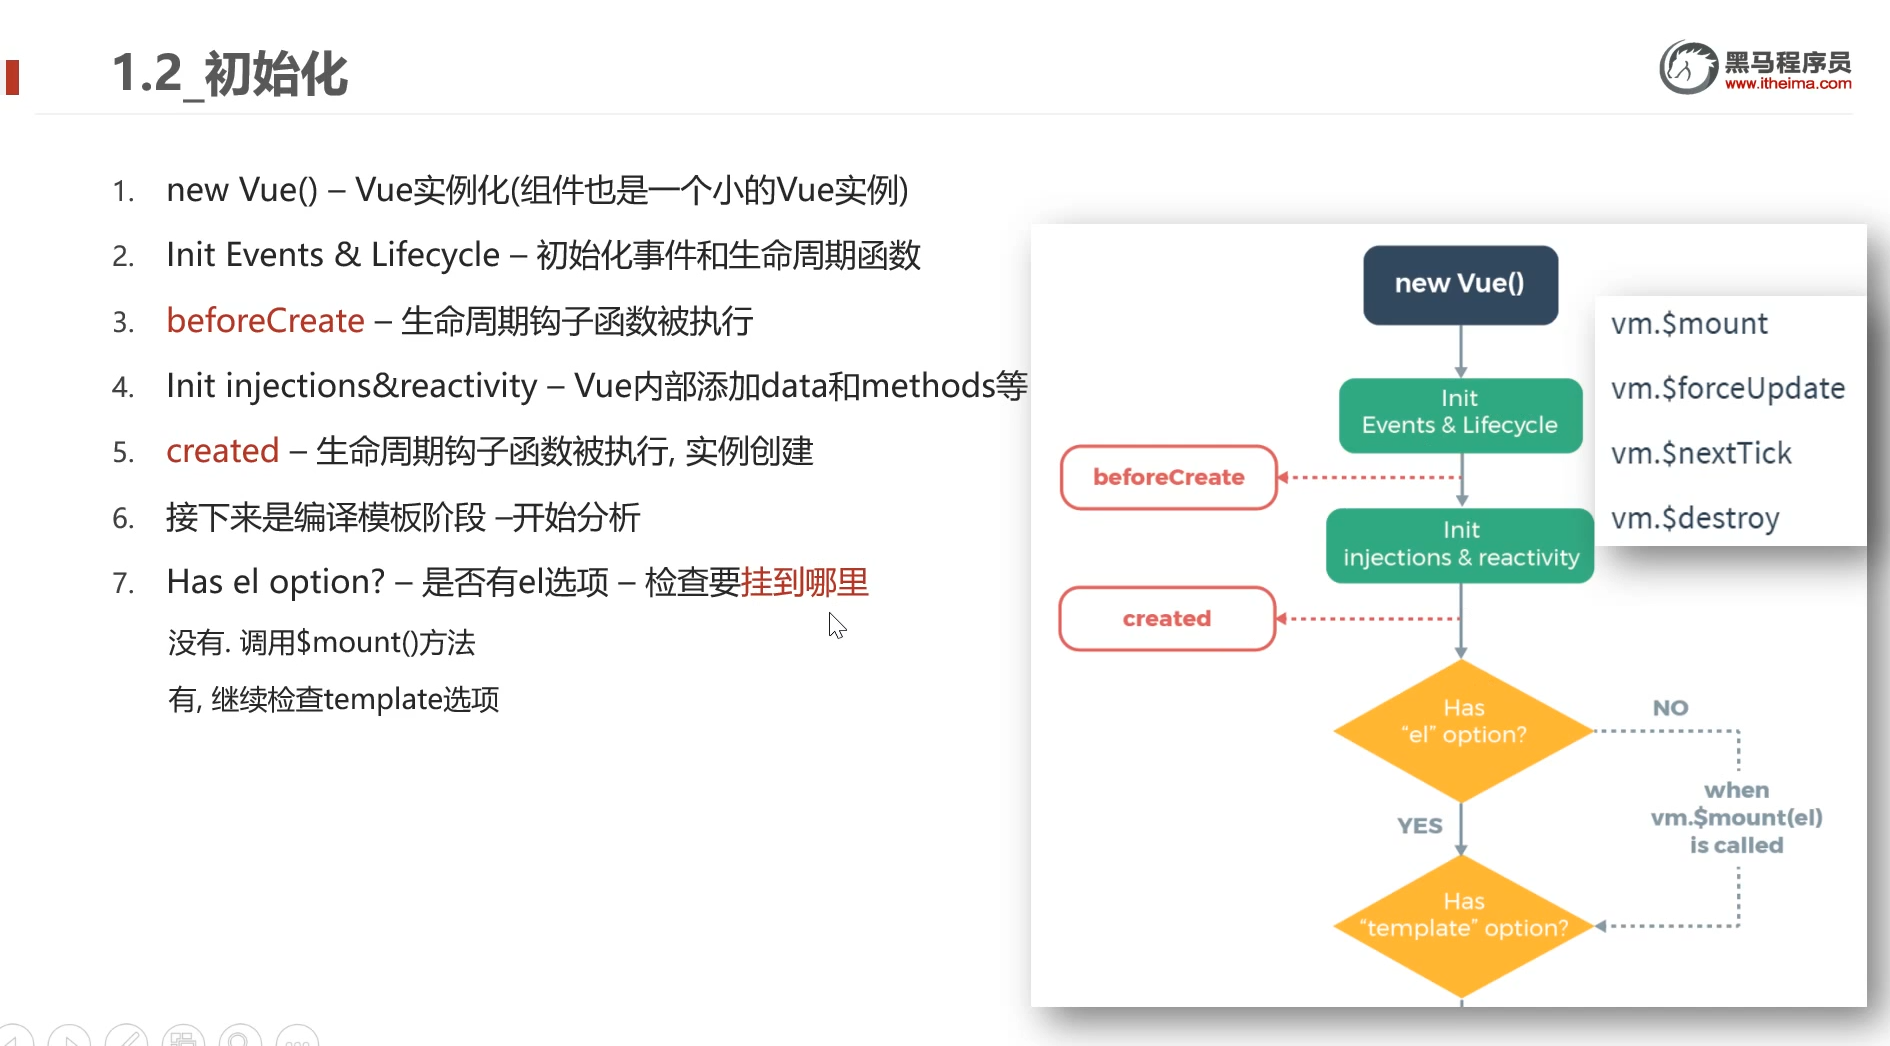 1.2_初始化
黑马程序员
www.itheima.com
1. new Vue() – Vue实例化(组件也是一个小的Vue实例)
2. Init Events & Lifecycle – 初始化事件和生命周期函数
3. beforeCreate – 生命周期钩子函数被执行
4. Init injections&reactivity – Vue内部添加data和methods等
5. created – 生命周期钩子函数被执行, 实例创建
6. 接下来是编译模板阶段 –开始分析
7. Has el option? – 是否有el选项 – 检查要挂到哪里
没有. 调用$mount()方法
有, 继续检查template选项
new Vue()
Init
Events & Lifecycle
beforeCreate
Init
injections & reactivity
created
Has
“el” option?
NO
when
vm.$mount(el)
is called
YES
Has
“template” option?
vm.$mount
vm.$forceUpdate
vm.$nextTick
vm.$destroy